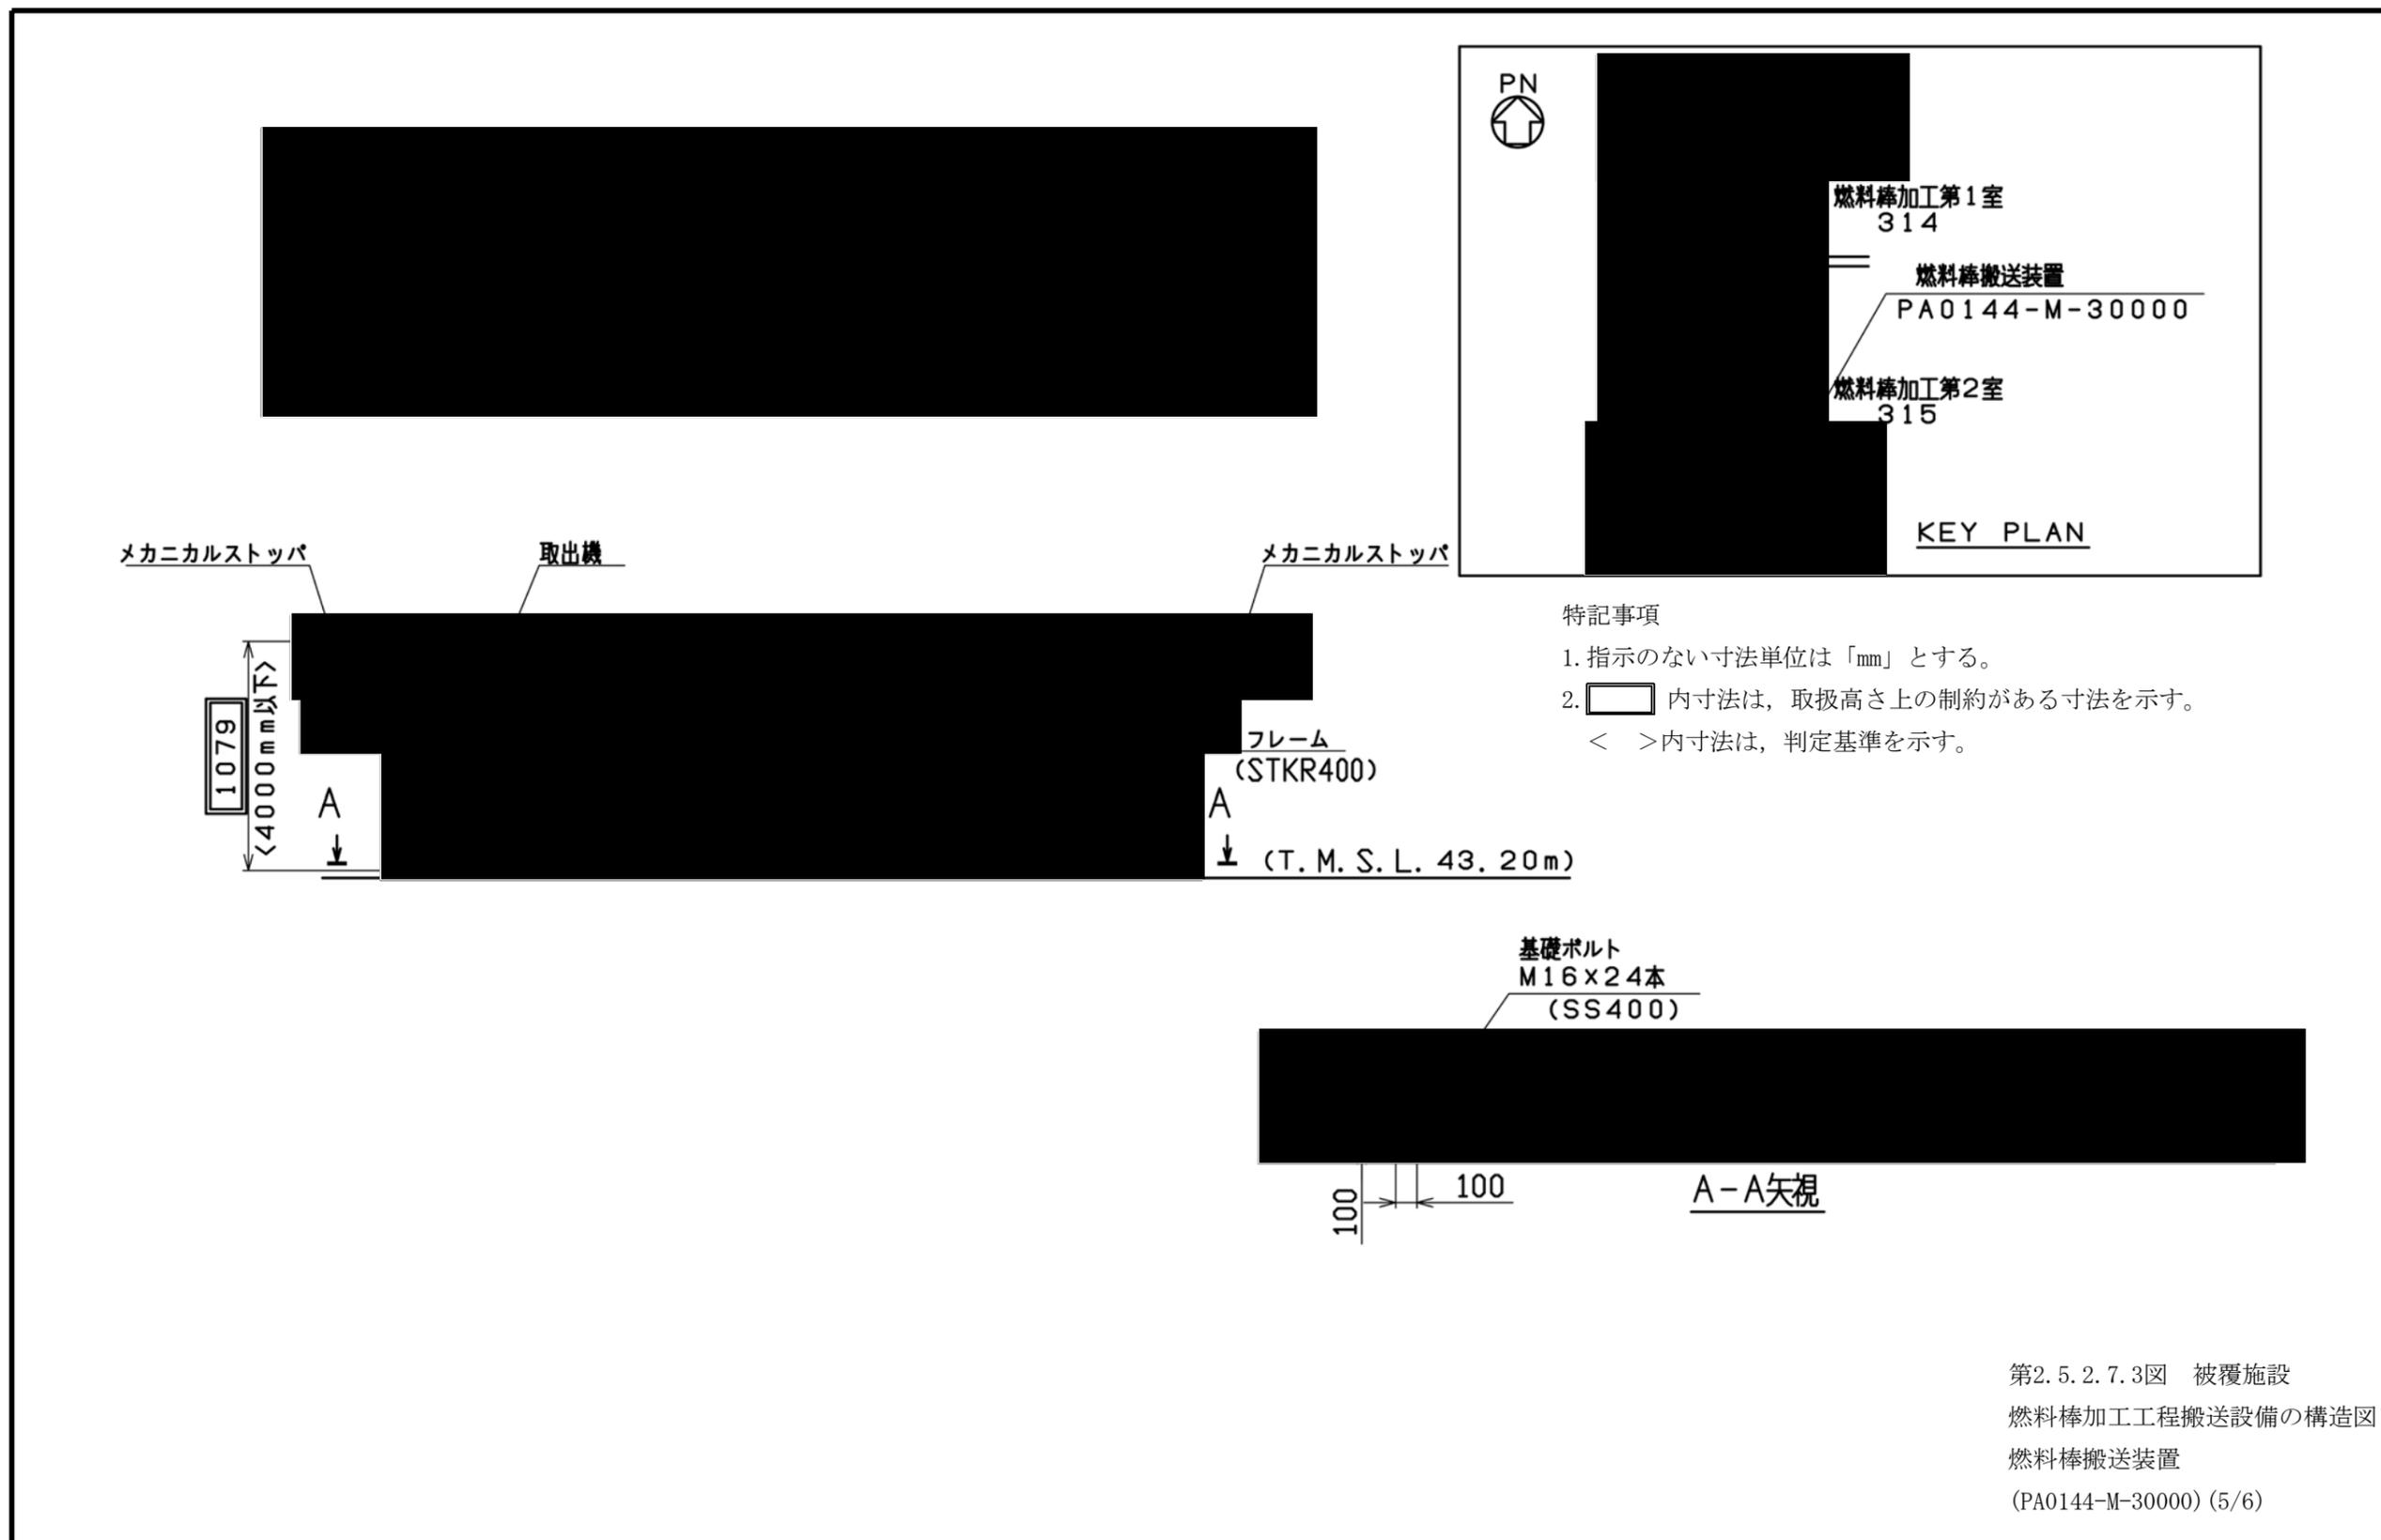 PN
燃料棒加工第1室
314
燃料棒搬送装置
PA0144-M-30000
燃料棒加工第2室
315
KEY PLAN
メカニカルストッパ
取出機
メカニカルストッパ
特記事項
1.指示のない寸法単位は「mm」とする。
2. 内寸法は，取扱高さ上の制約がある寸法を示す。
＜　＞内寸法は，判定基準を示す。
1079
<4000mm以下>
フレーム
(STKR400)
A
A
(T.M.S.L.43.20m)
基礎ボルト
M16×24本
(SS400)
100
100
A-A矢視
第2.5.2.7.3図　被覆施設
燃料棒加工工程搬送設備の構造図
燃料棒搬送装置
(PA0144-M-30000)(5/6)